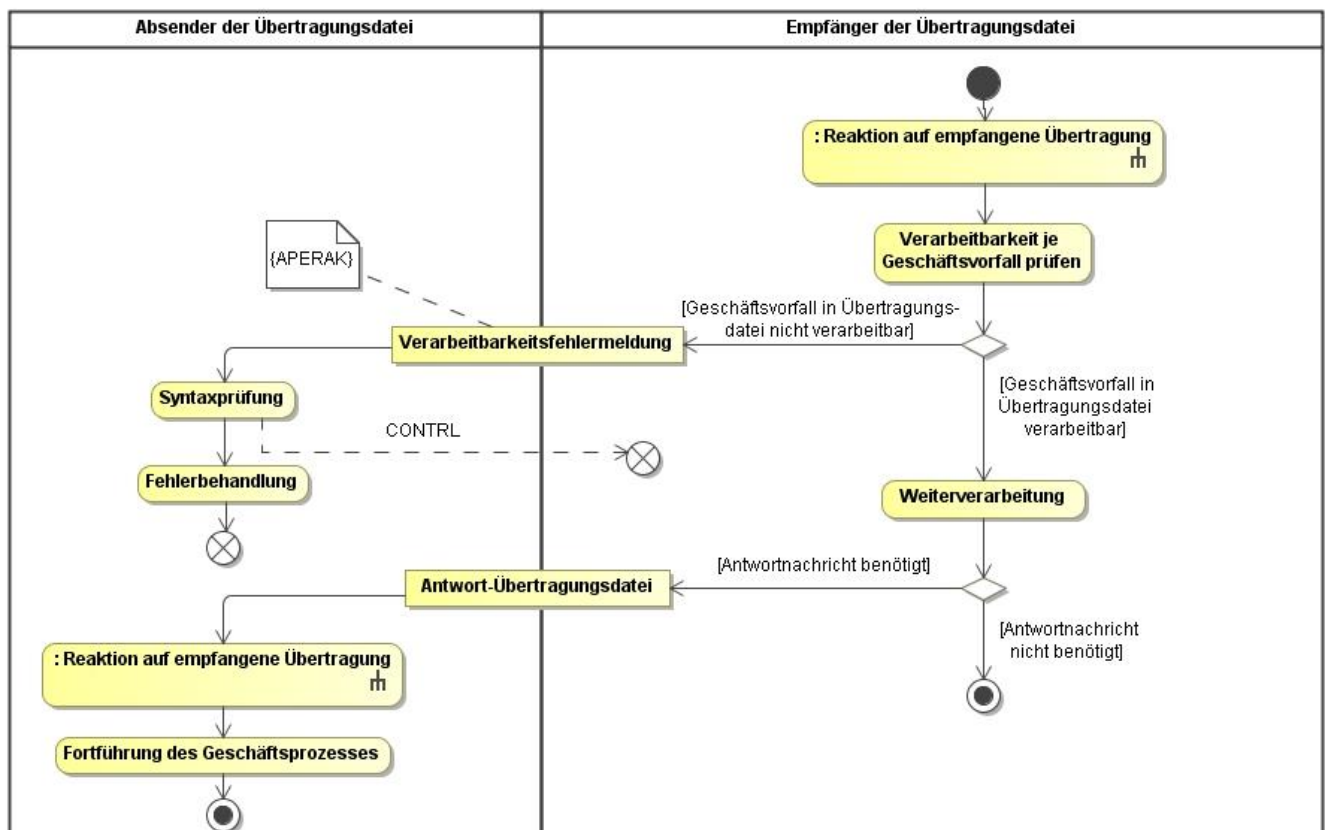 Absender der Übertragungsdatei
Empfänger der Übertragungsdatei
: Reaktion auf empfangene Übertragung
Verarbeitbarkeit je
Geschäftsvorfall prüfen
{APERAK}
[Geschäftsvorfall in Übertragungs-
datei nicht verarbeitbar]
Verarbeitbarkeitsfehlermeldung
[Geschäftsvorfall in
Übertragungsdatei
verarbeitbar]
Syntaxprüfung
CONTRL
Fehlerbehandlung
Weiterverarbeitung
[Antwortnachricht benötigt]
Antwort-Übertragungsdatei
[Antwortnachricht
nicht benötigt]
: Reaktion auf empfangene Übertragung
Fortführung des Geschäftsprozesses